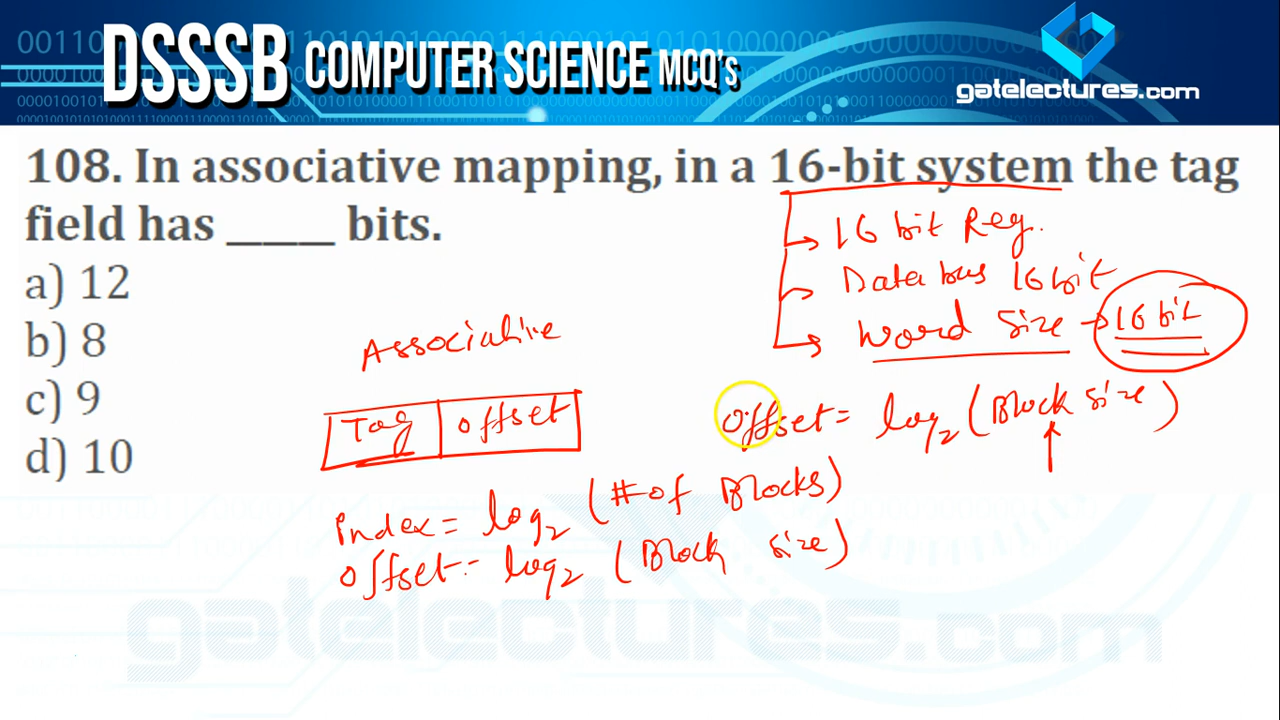 DSSSB COMPUTER SCIENCE MCQ's
gatelectures.com
108. In associative mapping, in a 16-bit system the tag
field has _____ bits.
a) 12
b) 8
c) 9
d) 10
16 bit Reg.
Data bus 16 bit
Word Size → 16 bit
Associative
Tag offset
offset = log2 (Block size)
Index = log2 (# of Blocks)
offset = log2 (Block size)
gatelectures.com